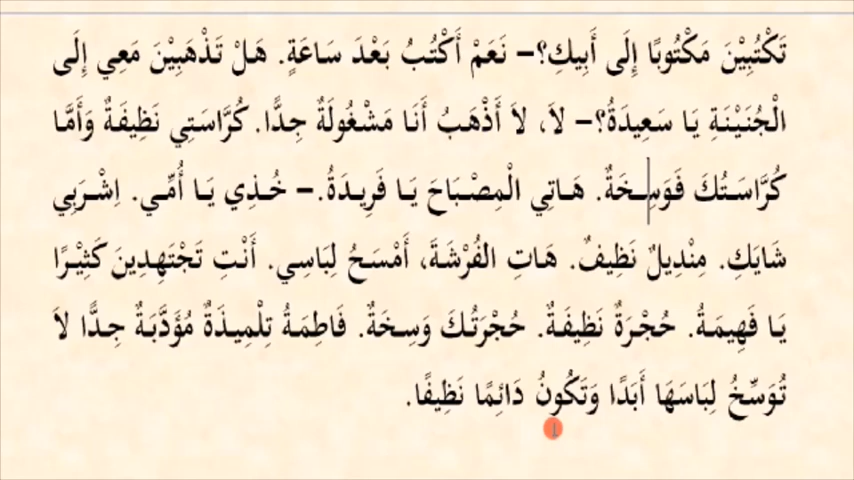 تَكْتُبِيْنَ مَكْتُوبًا إِلَى أَبِيكِ؟– نَعَمْ أَكْتُبُ بَعْدَ سَاعَةٍ. هَلْ تَذْهَبِيْنَ مَعِي إِلَى
الْجُنَيْنَةِ يَا سَعِيدَةُ؟– لاَ، لاَ أَذْهَبُ أَنَا مَشْغُولَةٌ جِدًّا. كُرَّاسَتِي نَظِيفَةٌ وَأَمَّا
كُرَّاسَتُكَ فَوَسِخَةٌ. هَاتِي الْمِصْبَاحَ يَا فَرِيدَةُ.– خُذِي يَا أُمِّي. اِشْرَبِي
شَايَكِ. مِنْدِيلٌ نَظِيفٌ. هَاتِ الفُرْشَةَ، أَمْسَحُ لِبَاسِي. أَنْتِ تَجْتَهِدِينَ كَثِيْرًا
يَا فَهِيمَةُ. حُجْرَةٌ نَظِيفَةٌ. حُجْرَتُكَ وَسِخَةٌ. فَاطِمَةُ تِلْمِيذَةٌ مُؤَدَّبَةٌ جِدًّا لاَ
تُوَسِّخُ لِبَاسَهَا أَبَدًا وَتَكُونُ دَائِمًا نَظِيفًا.